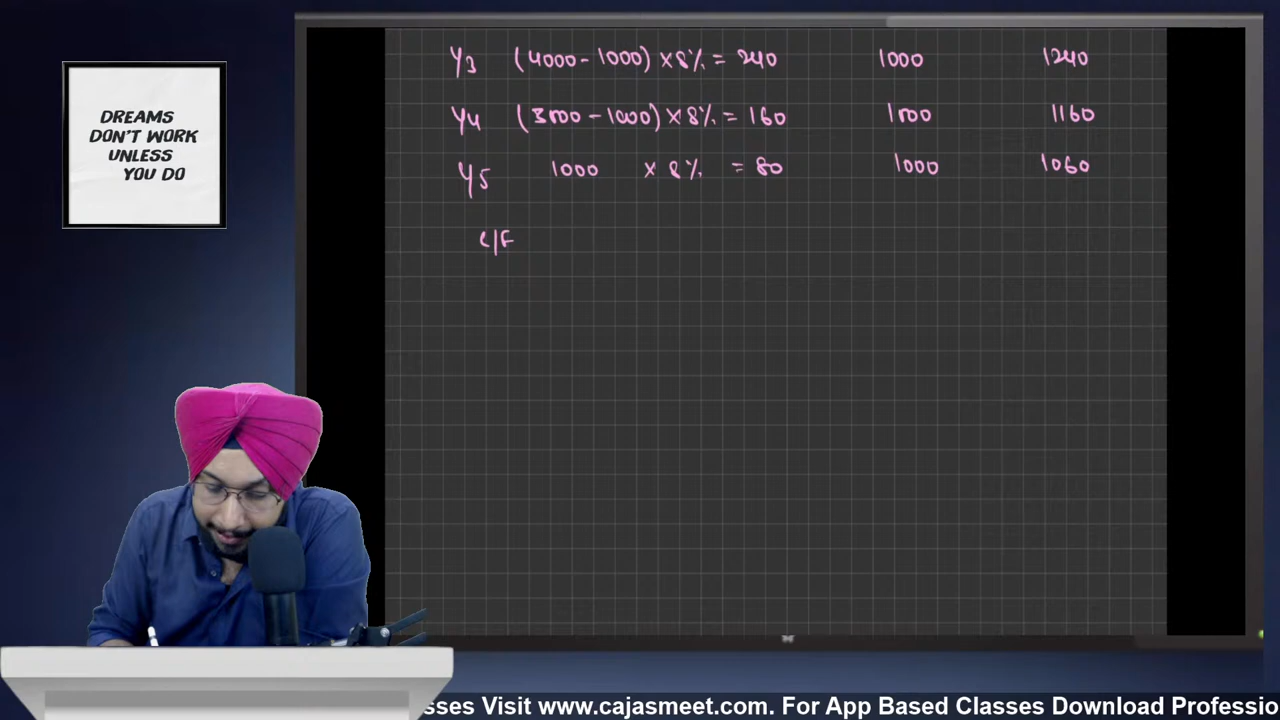 DREAMS
DON'T WORK
UNLESS
YOU DO
Y3 (4000-1000) × 8% = 240 1000 1240
Y4 (3000-1000) × 8% = 160 1000 1160
Y5 1000 × 8% = 80 1000 1060
C/F
sses Visit www.cajasmeet.com. For App Based Classes Download Professio